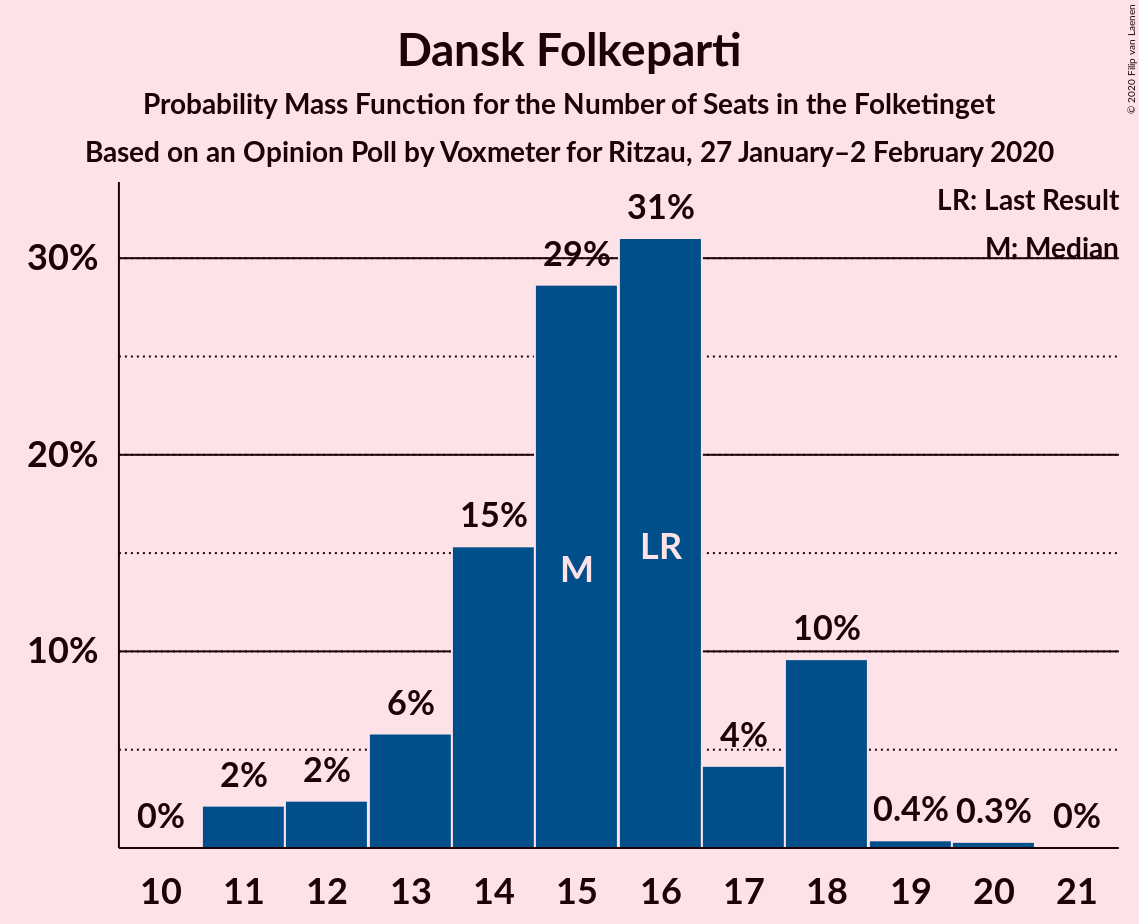 Dansk Folkeparti
Probability Mass Function for the Number of Seats in the Folketinget
Based on an Opinion Poll by Voxmeter for Ritzau, 27 January–2 February 2020
© 2020 Filip van Laenen
LR: Last Result
M: Median
30%
20%
10%
0%
2%
2%
6%
15%
29%
31%
4%
10%
0.4%
0.3%
0%
M
LR
10 11 12 13 14 15 16 17 18 19 20 21